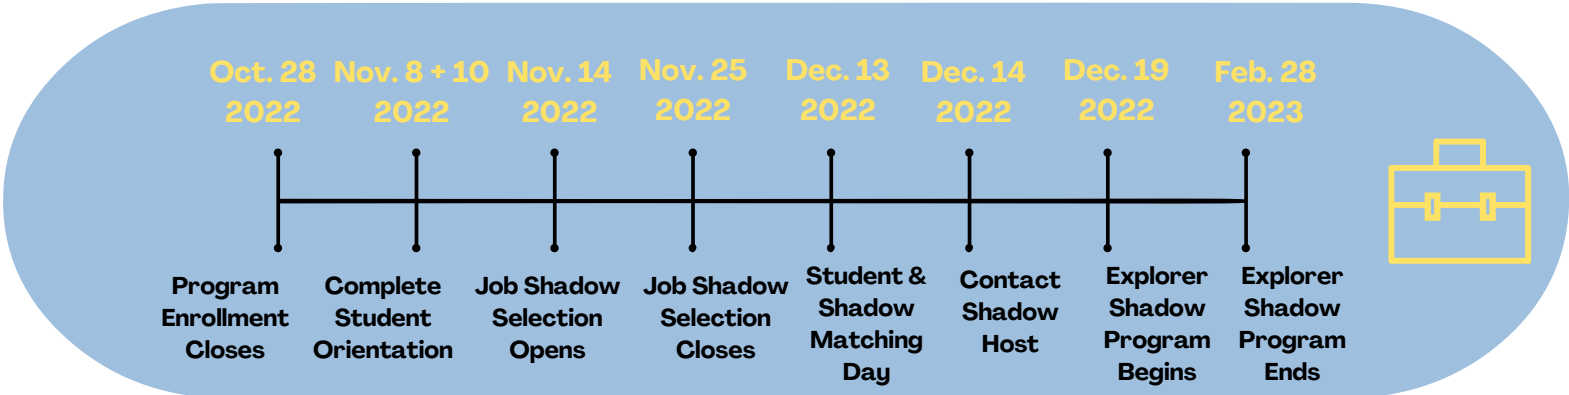 Oct. 28
2022
Nov. 8 + 10
2022
Nov. 14
2022
Nov. 25
2022
Dec. 13
2022
Dec. 14
2022
Dec. 19
2022
Feb. 28
2023
Program
Enrollment
Closes
Complete
Student
Orientation
Job Shadow
Selection
Opens
Job Shadow
Selection
Closes
Student &
Shadow
Matching
Day
Contact
Shadow
Host
Explorer
Shadow
Program
Begins
Explorer
Shadow
Program
Ends